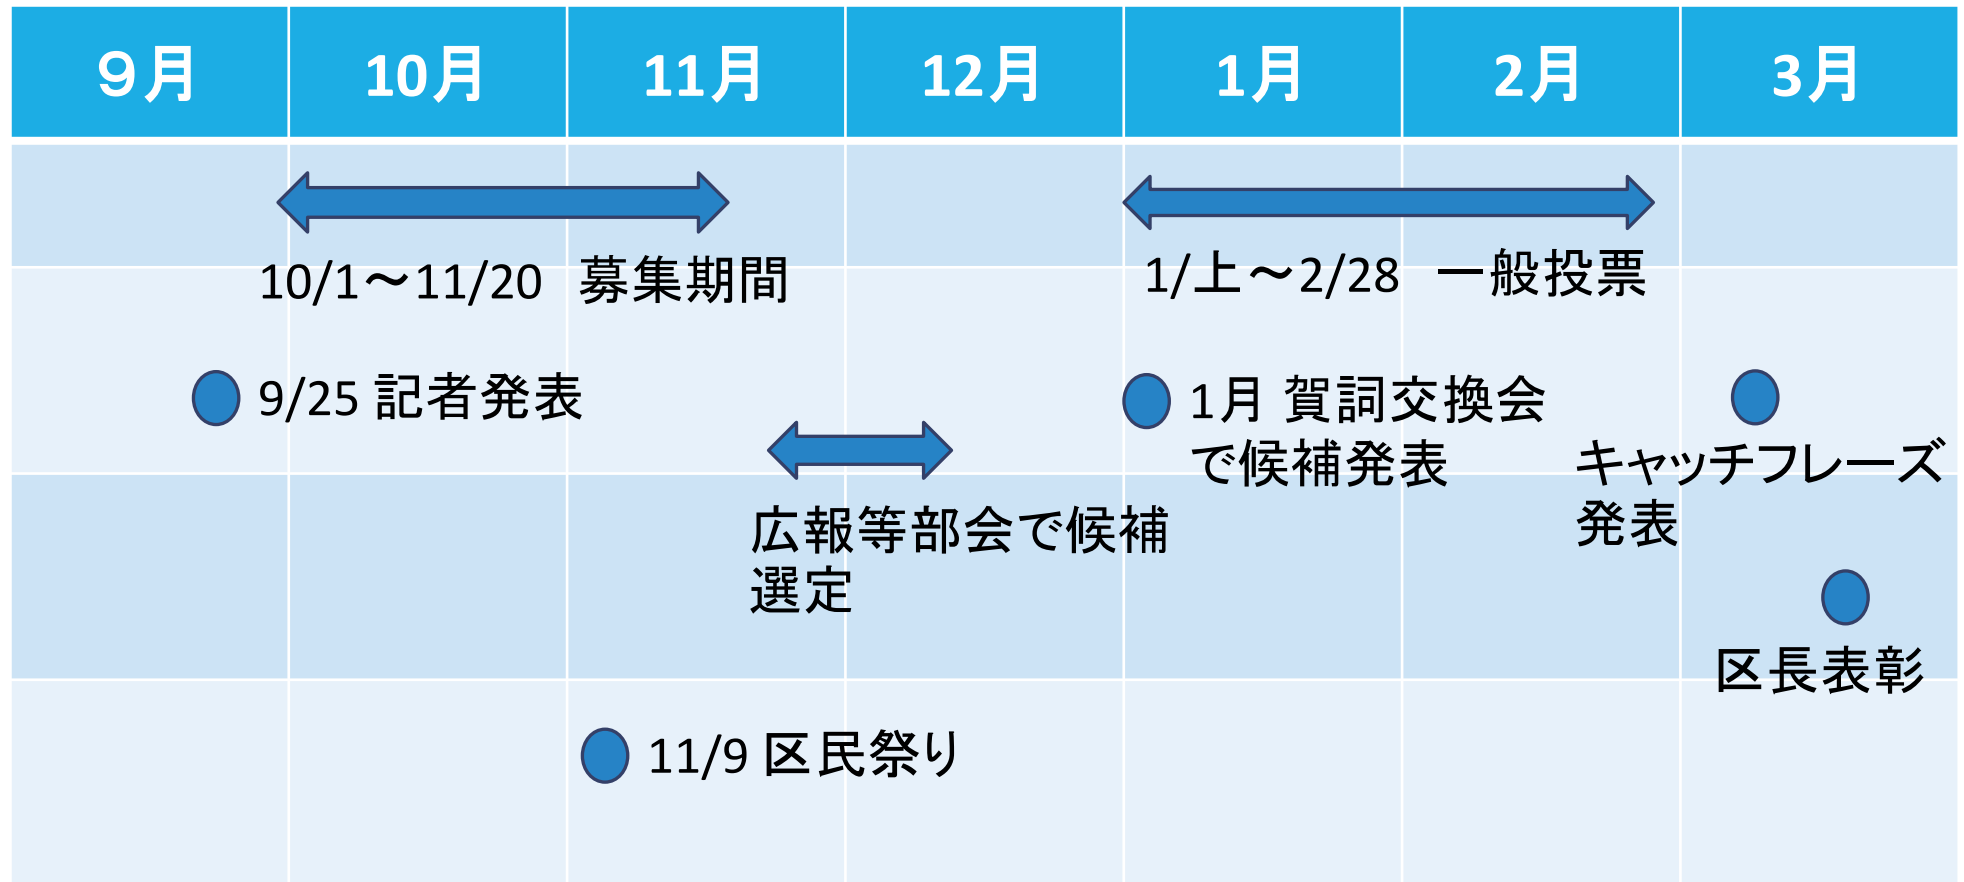 ９月
10月
11月
12月
1月
2月
3月
10/1～11/20　募集期間
1/上～2/28　一般投票
9/25 記者発表
1月 賀詞交換会
で候補発表
キャッチフレーズ
発表
広報等部会で候補
選定
区長表彰
11/9 区民祭り